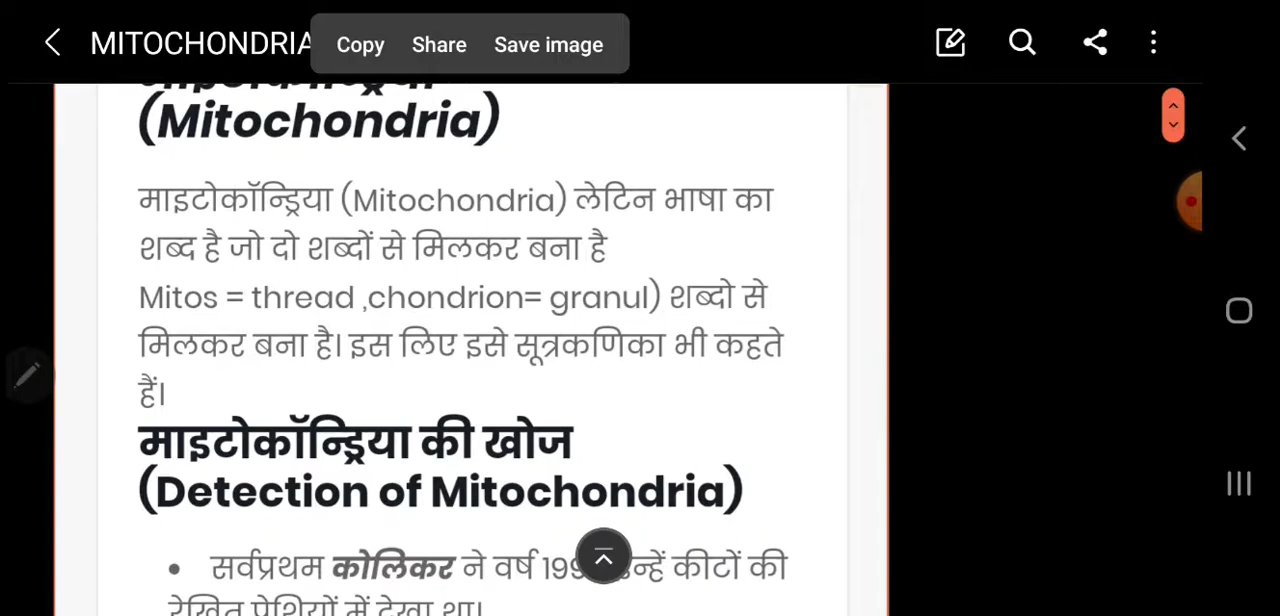 MITOCHONDRIA
Copy Share Save image
(Mitochondria)
माइटोकॉन्ड्रिया (Mitochondria) लेटिन भाषा का
शब्द है जो दो शब्दों से मिलकर बना है
Mitos = thread ,chondrion= granul) शब्दो से
मिलकर बना है। इस लिए इसे सूत्रकणिका भी कहते
हैं।
माइटोकॉन्ड्रिया की खोज
(Detection of Mitochondria)
• सर्वप्रथम कोलिकर ने वर्ष कीटों की
रेखित पेशियों में देखा था।